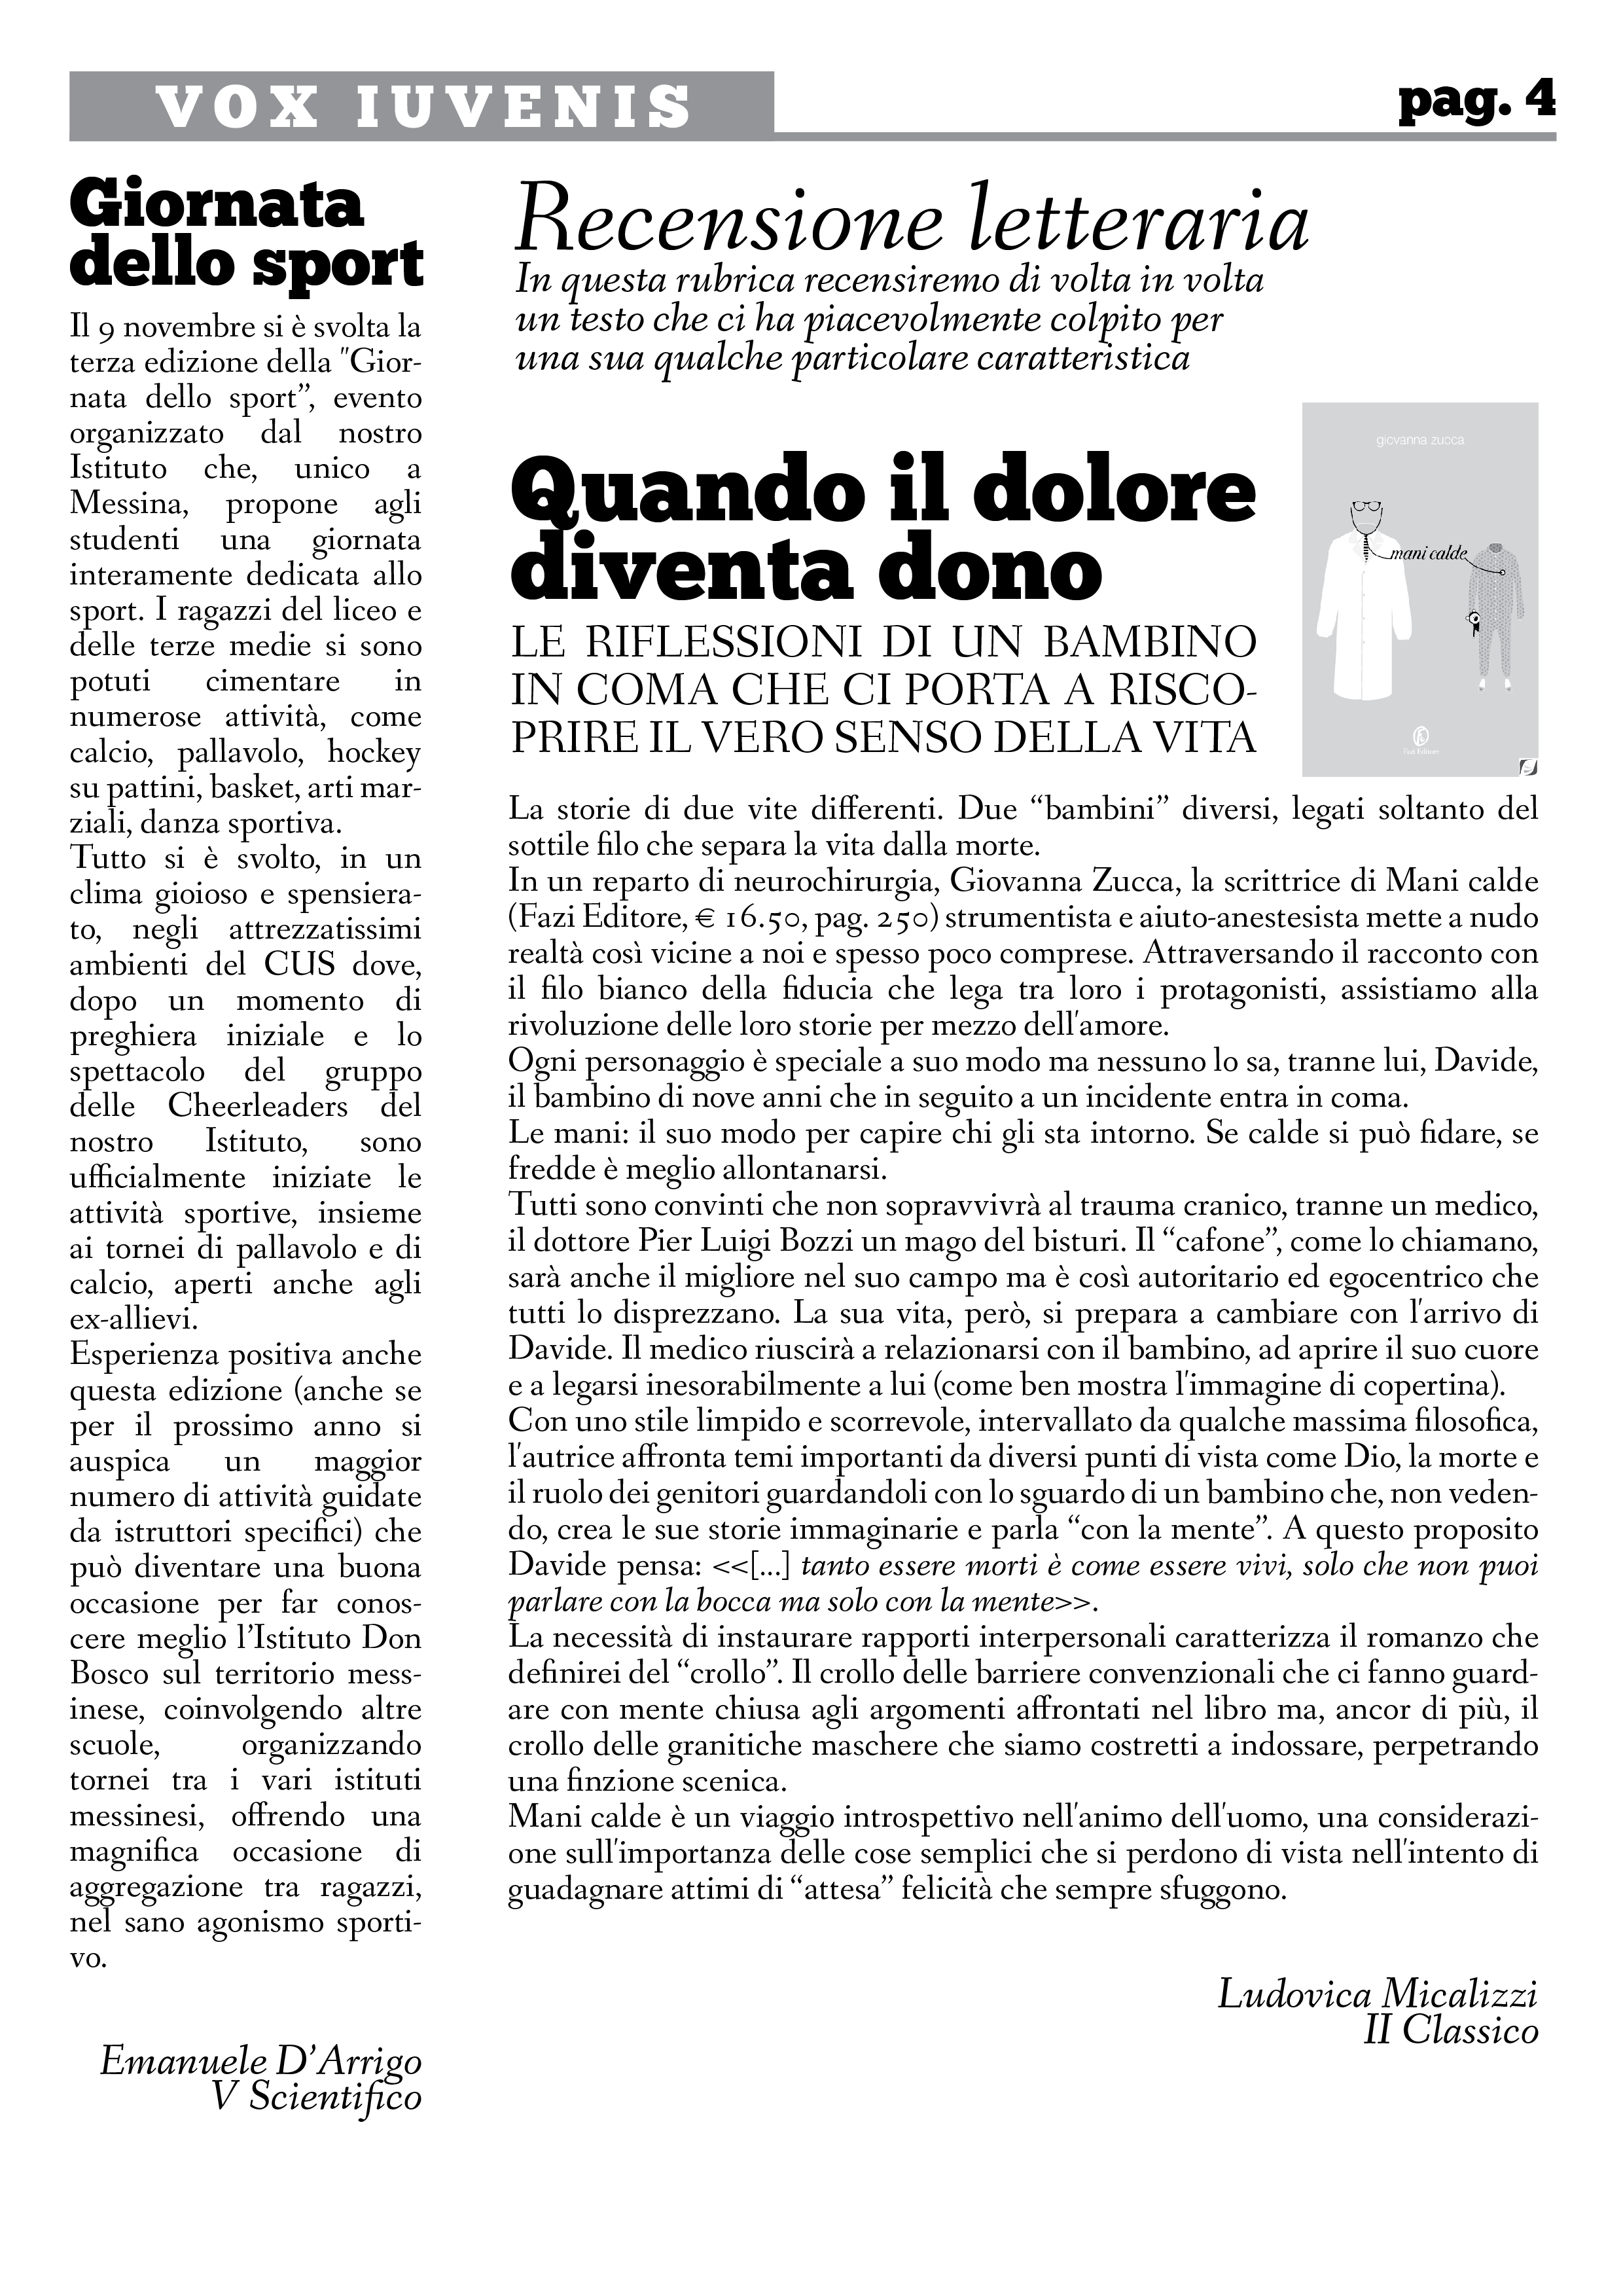 VOX IUVENIS
pag. 4
Giornata
dello sport
Il 9 novembre si è svolta la
terza edizione della "Gior-
nata dello sport”, evento
organizzato dal nostro
Istituto che, unico a
Messina, propone agli
studenti una giornata
interamente dedicata allo
sport. I ragazzi del liceo e
delle terze medie si sono
potuti cimentare in
numerose attività, come
calcio, pallavolo, hockey
su pattini, basket, arti mar-
ziali, danza sportiva.
Tutto si è svolto, in un
clima gioioso e spensiera-
to, negli attrezzatissimi
ambienti del CUS dove,
dopo un momento di
preghiera iniziale e lo
spettacolo del gruppo
delle Cheerleaders del
nostro Istituto, sono
ufficialmente iniziate le
attività sportive, insieme
ai tornei di pallavolo e di
calcio, aperti anche agli
ex-allievi.
Esperienza positiva anche
questa edizione (anche se
per il prossimo anno si
auspica un maggior
numero di attività guidate
da istruttori specifici) che
può diventare una buona
occasione per far conos-
cere meglio l’Istituto Don
Bosco sul territorio mess-
inese, coinvolgendo altre
scuole, organizzando
tornei tra i vari istituti
messinesi, offrendo una
magnifica occasione di
aggregazione tra ragazzi,
nel sano agonismo sporti-
vo.
Emanuele D’Arrigo
V Scientifico
Recensione letteraria
In questa rubrica recensiremo di volta in volta
un testo che ci ha piacevolmente colpito per
una sua qualche particolare caratteristica
Quando il dolore
diventa dono
LE RIFLESSIONI DI UN BAMBINO
IN COMA CHE CI PORTA A RISCO-
PRIRE IL VERO SENSO DELLA VITA
giovanna zucca
mani calde
Fazi Editore
La storie di due vite differenti. Due “bambini” diversi, legati soltanto del
sottile filo che separa la vita dalla morte.
In un reparto di neurochirurgia, Giovanna Zucca, la scrittrice di Mani calde
(Fazi Editore, € 16.50, pag. 250) strumentista e aiuto-anestesista mette a nudo
realtà così vicine a noi e spesso poco comprese. Attraversando il racconto con
il filo bianco della fiducia che lega tra loro i protagonisti, assistiamo alla
rivoluzione delle loro storie per mezzo dell'amore.
Ogni personaggio è speciale a suo modo ma nessuno lo sa, tranne lui, Davide,
il bambino di nove anni che in seguito a un incidente entra in coma.
Le mani: il suo modo per capire chi gli sta intorno. Se calde si può fidare, se
fredde è meglio allontanarsi.
Tutti sono convinti che non sopravvivrà al trauma cranico, tranne un medico,
il dottore Pier Luigi Bozzi un mago del bisturi. Il “cafone”, come lo chiamano,
sarà anche il migliore nel suo campo ma è così autoritario ed egocentrico che
tutti lo disprezzano. La sua vita, però, si prepara a cambiare con l'arrivo di
Davide. Il medico riuscirà a relazionarsi con il bambino, ad aprire il suo cuore
e a legarsi inesorabilmente a lui (come ben mostra l'immagine di copertina).
Con uno stile limpido e scorrevole, intervallato da qualche massima filosofica,
l'autrice affronta temi importanti da diversi punti di vista come Dio, la morte e
il ruolo dei genitori guardandoli con lo sguardo di un bambino che, non veden-
do, crea le sue storie immaginarie e parla “con la mente”. A questo proposito
Davide pensa: <<[...] tanto essere morti è come essere vivi, solo che non puoi
parlare con la bocca ma solo con la mente>>.
La necessità di instaurare rapporti interpersonali caratterizza il romanzo che
definirei del “crollo”. Il crollo delle barriere convenzionali che ci fanno guard-
are con mente chiusa agli argomenti affrontati nel libro ma, ancor di più, il
crollo delle granitiche maschere che siamo costretti a indossare, perpetrando
una finzione scenica.
Mani calde è un viaggio introspettivo nell'animo dell'uomo, una considerazi-
one sull'importanza delle cose semplici che si perdono di vista nell'intento di
guadagnare attimi di “attesa” felicità che sempre sfuggono.
Ludovica Micalizzi
II Classico